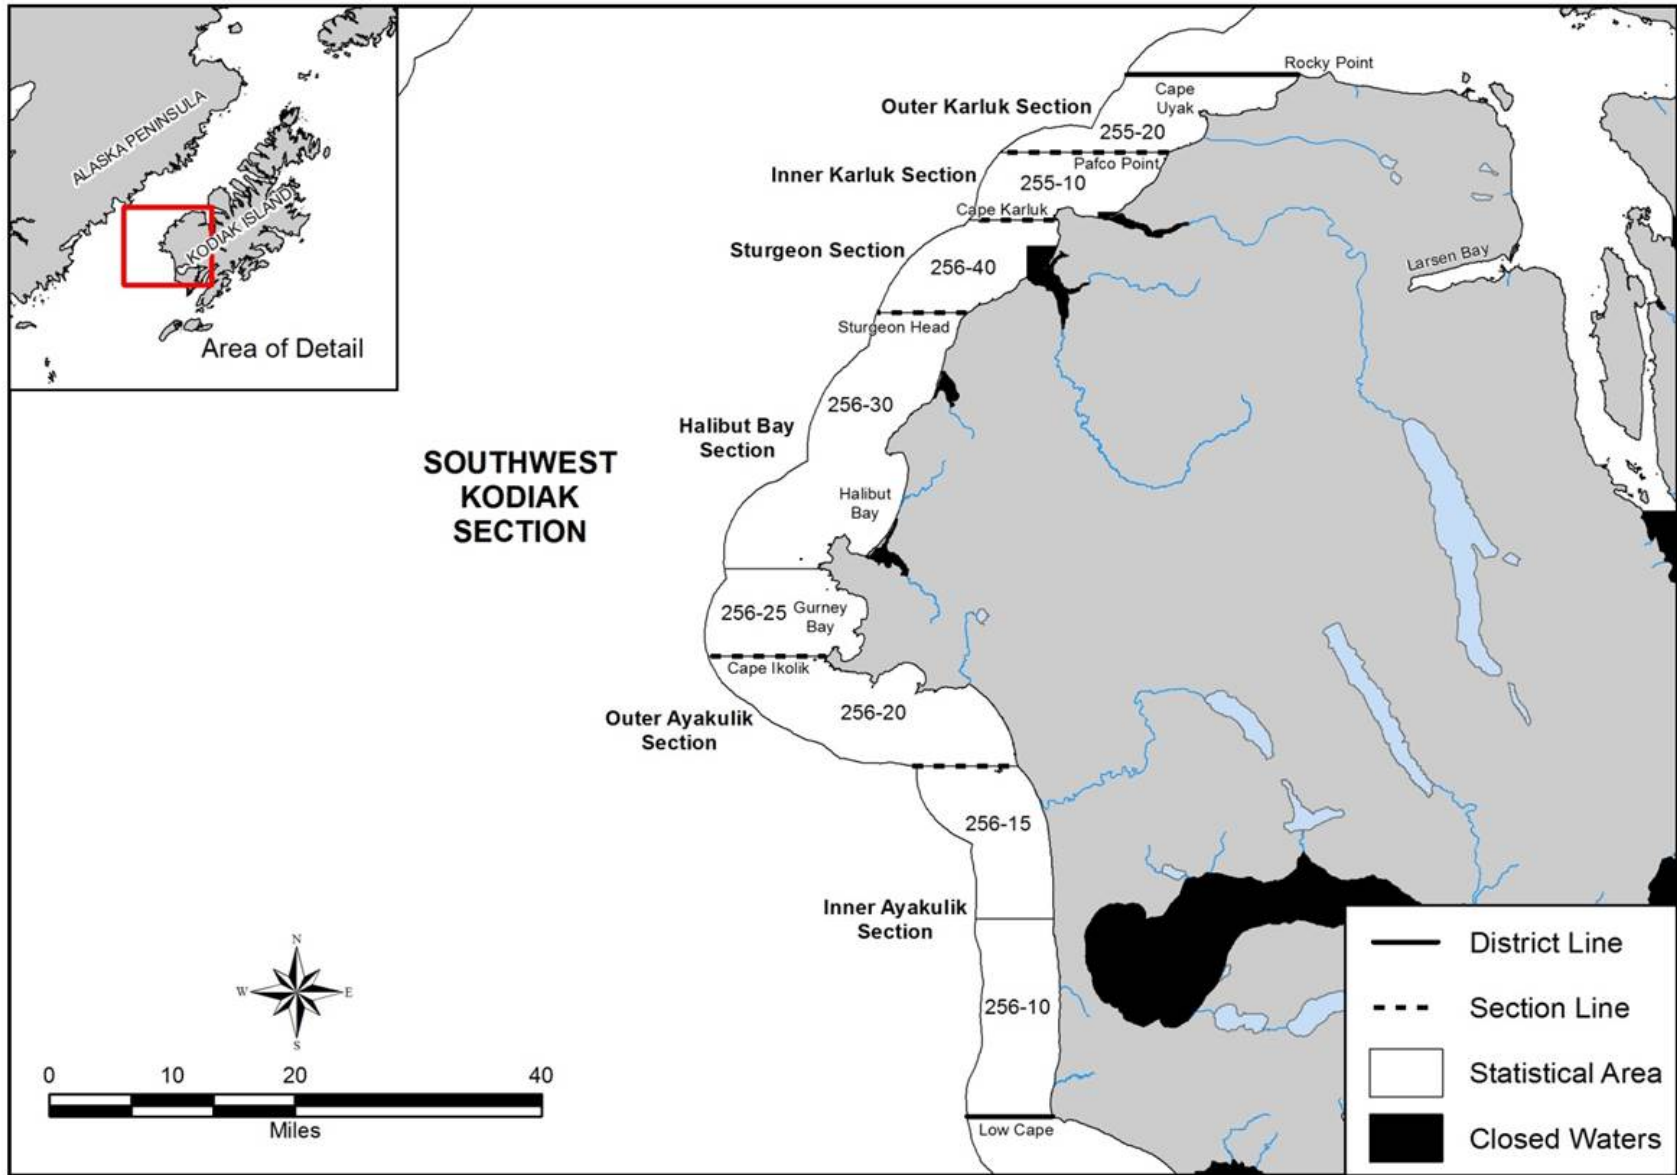 ALASKA PENINSULA
KODIAK ISLAND
Area of Detail
Rocky Point
Cape
Uyak
Outer Karluk Section
255-20
Pafco Point
Inner Karluk Section
255-10
Cape Karluk
Sturgeon Section
256-40
Larsen Bay
Sturgeon Head
256-30
Halibut Bay
Section
SOUTHWEST
KODIAK
SECTION
Halibut
Bay
256-25
Gurney
Bay
Cape Ikolik
256-20
Outer Ayakulik
Section
256-15
Inner Ayakulik
Section
256-10
Low Cape
N
W
E
S
0 10 20 40
Miles
District Line
Section Line
Statistical Area
Closed Waters